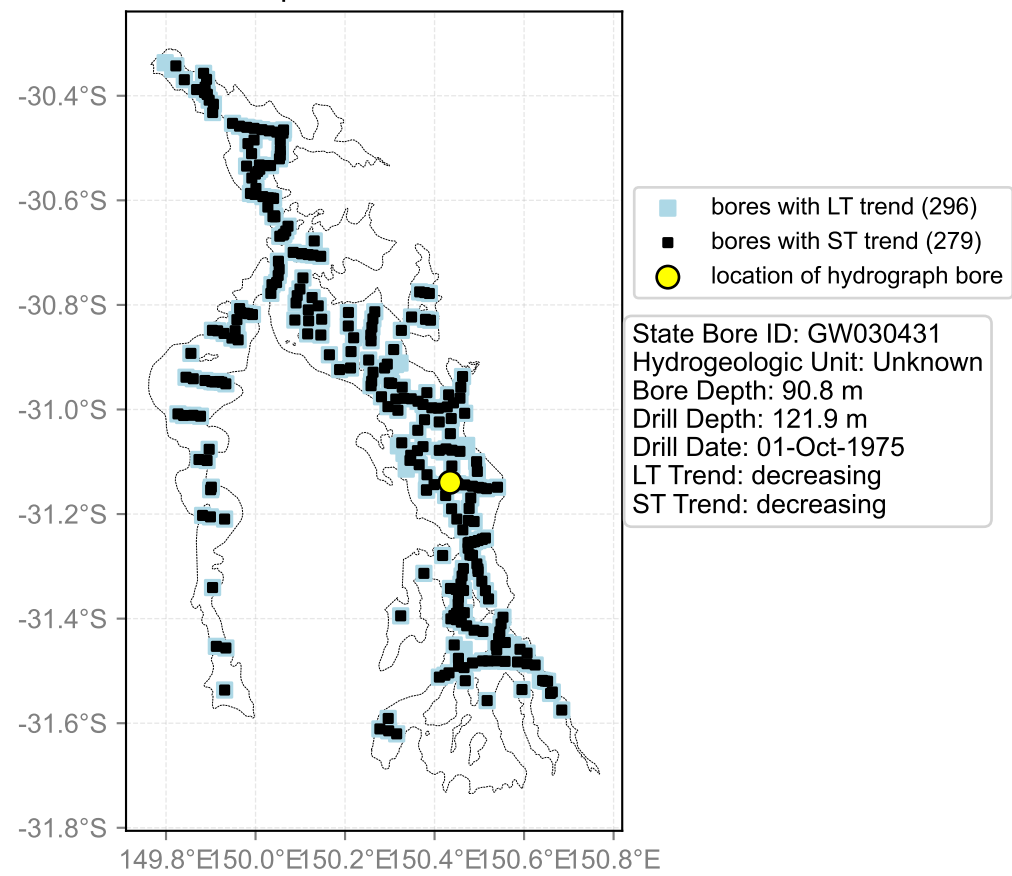 -30.4°S
-30.6°S
-30.8°S
-31.0°S
-31.2°S
-31.4°S
-31.6°S
-31.8°S
149.8°E150.0°E150.2°E150.4°E150.6°E150.8°E
bores with LT trend (296)
bores with ST trend (279)
location of hydrograph bore
State Bore ID: GW030431
Hydrogeologic Unit: Unknown
Bore Depth: 90.8 m
Drill Depth: 121.9 m
Drill Date: 01-Oct-1975
LT Trend: decreasing
ST Trend: decreasing